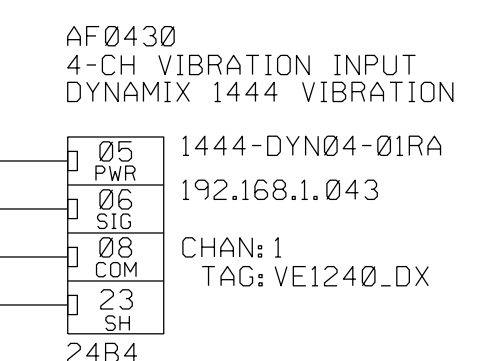 AF0430
4-CH VIBRATION INPUT
DYNAMIX 1444 VIBRATION
05
PWR
1444-DYN04-01RA
06
SIG
192.168.1.043
08
COM
CHAN: 1
TAG: VE1240_DX
23
SH
24B4